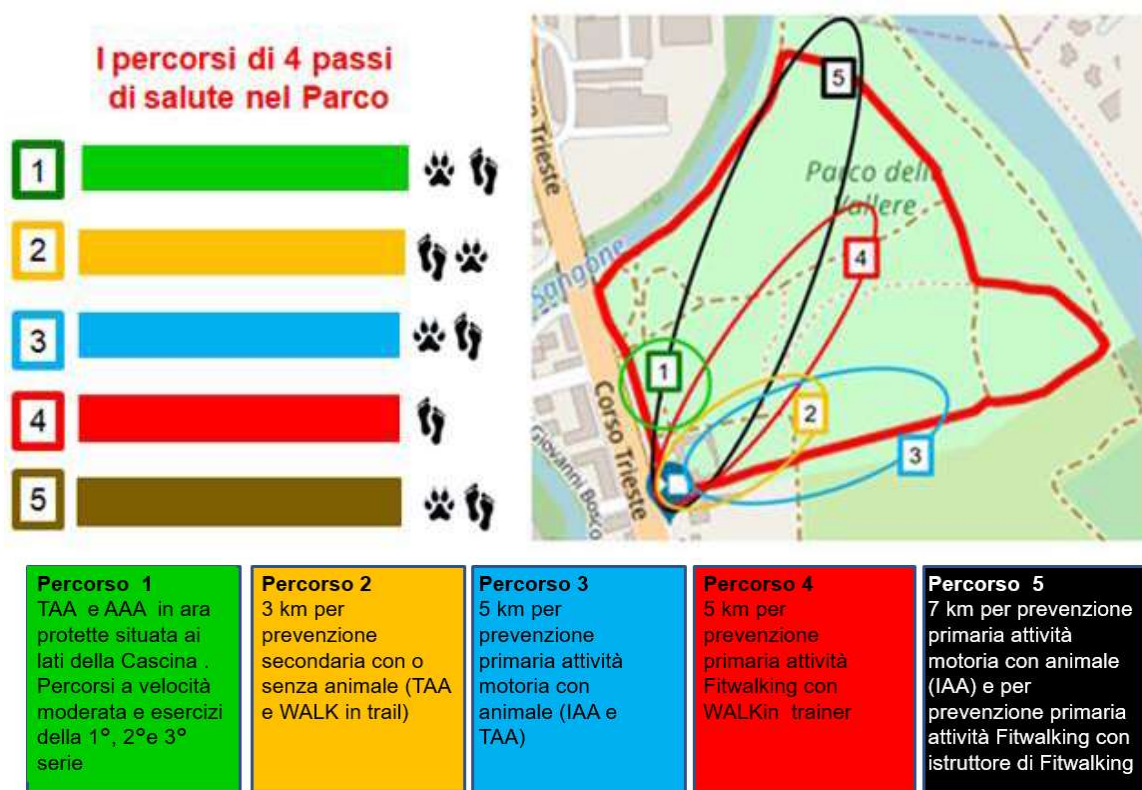 I percorsi di 4 passi
di salute nel Parco
1
2
3
4
5
Corso Trieste
Sangone
Parco delle
Vallere
Corso Trieste
Giovanni Bosco
5
4
1
2
3
Percorso 1
TAA e AAA in ara
protette situata ai
lati della Cascina .
Percorsi a velocità
moderata e esercizi
della 1°, 2°e 3°
serie
Percorso 2
3 km per
prevenzione
secondaria con o
senza animale (TAA
e WALK in trail)
Percorso 3
5 km per
prevenzione
primaria attività
motoria con
animale (IAA e
TAA)
Percorso 4
5 km per
prevenzione
primaria attività
Fitwalking con
WALKin trainer
Percorso 5
7 km per prevenzione
primaria attività
motoria con animale
(IAA) e per
prevenzione primaria
attività Fitwalking con
istruttore di Fitwalking